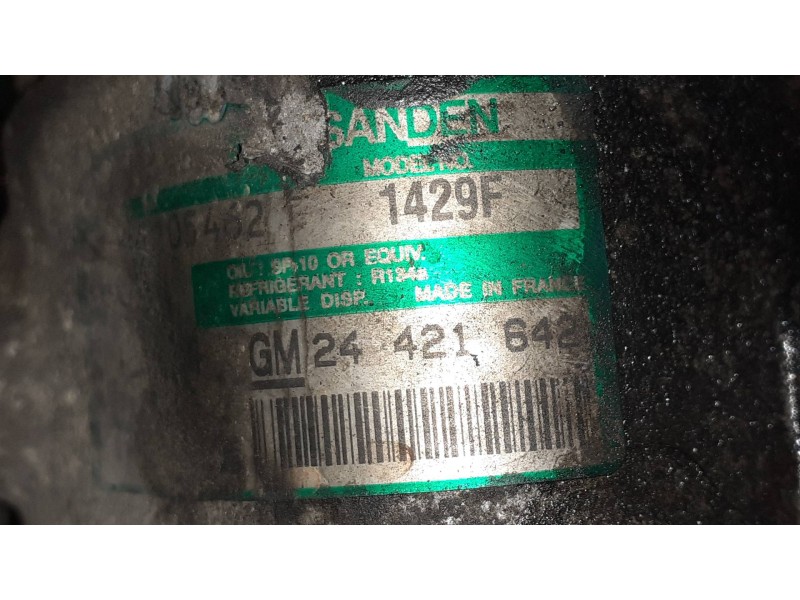 SANDEN
MODEL NO.
1429F
OIL : SP-10 OR EQUIV.
REFRIGERANT : R134a
VARIABLE DISP. MADE IN FRANCE
GM 24 421 642